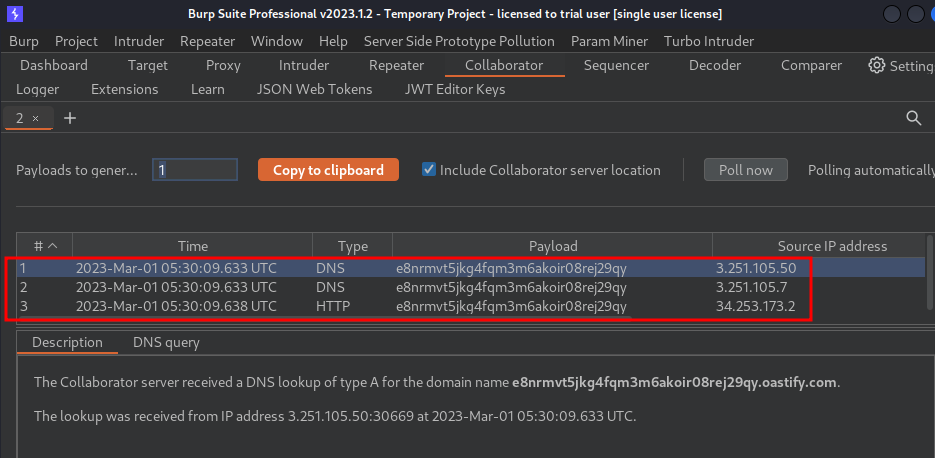 Burp Suite Professional v2023.1.2 - Temporary Project - licensed to trial user [single user license]
Burp Project Intruder Repeater Window Help Server Side Prototype Pollution Param Miner Turbo Intruder
Dashboard Target Proxy Intruder Repeater Collaborator Sequencer Decoder Comparer Setting
Logger Extensions Learn JSON Web Tokens JWT Editor Keys
2 × +
Payloads to gener... 1 Copy to clipboard Include Collaborator server location Poll now Polling automatically
# Time Type Payload Source IP address
1 2023-Mar-01 05:30:09.633 UTC DNS e8nrmvt5jkg4fqm3m6akoir08rej29qy 3.251.105.50
2 2023-Mar-01 05:30:09.633 UTC DNS e8nrmvt5jkg4fqm3m6akoir08rej29qy 3.251.105.7
3 2023-Mar-01 05:30:09.638 UTC HTTP e8nrmvt5jkg4fqm3m6akoir08rej29qy 34.253.173.2
Description DNS query
The Collaborator server received a DNS lookup of type A for the domain name e8nrmvt5jkg4fqm3m6akoir08rej29qy.oastify.com.
The lookup was received from IP address 3.251.105.50:30669 at 2023-Mar-01 05:30:09.633 UTC.